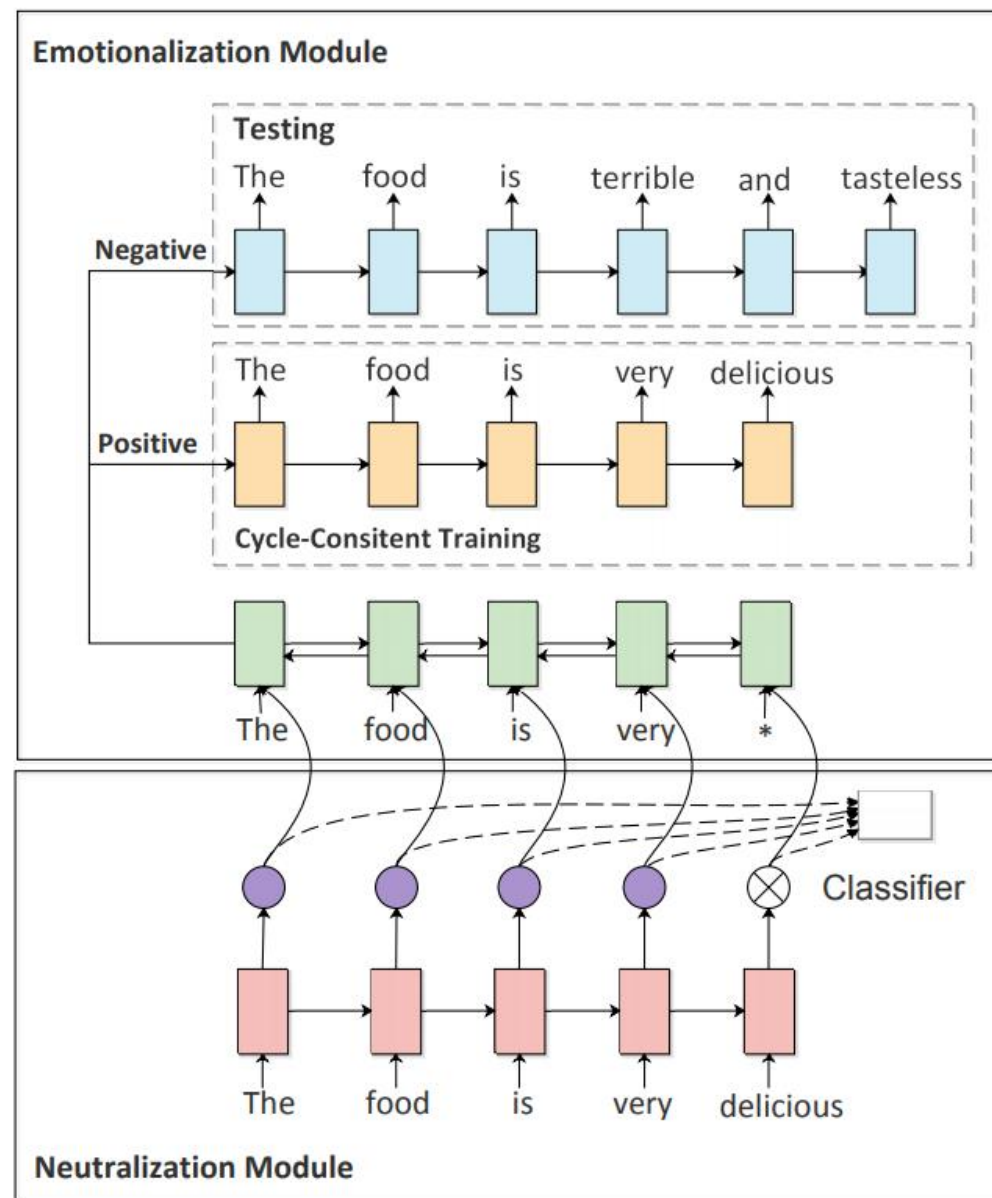 Emotionalization Module
Testing
The food is terrible and tasteless
Negative
The food is very delicious
Positive
Cycle-Consitent Training
The food is very *
Classifier
The food is very delicious
Neutralization Module